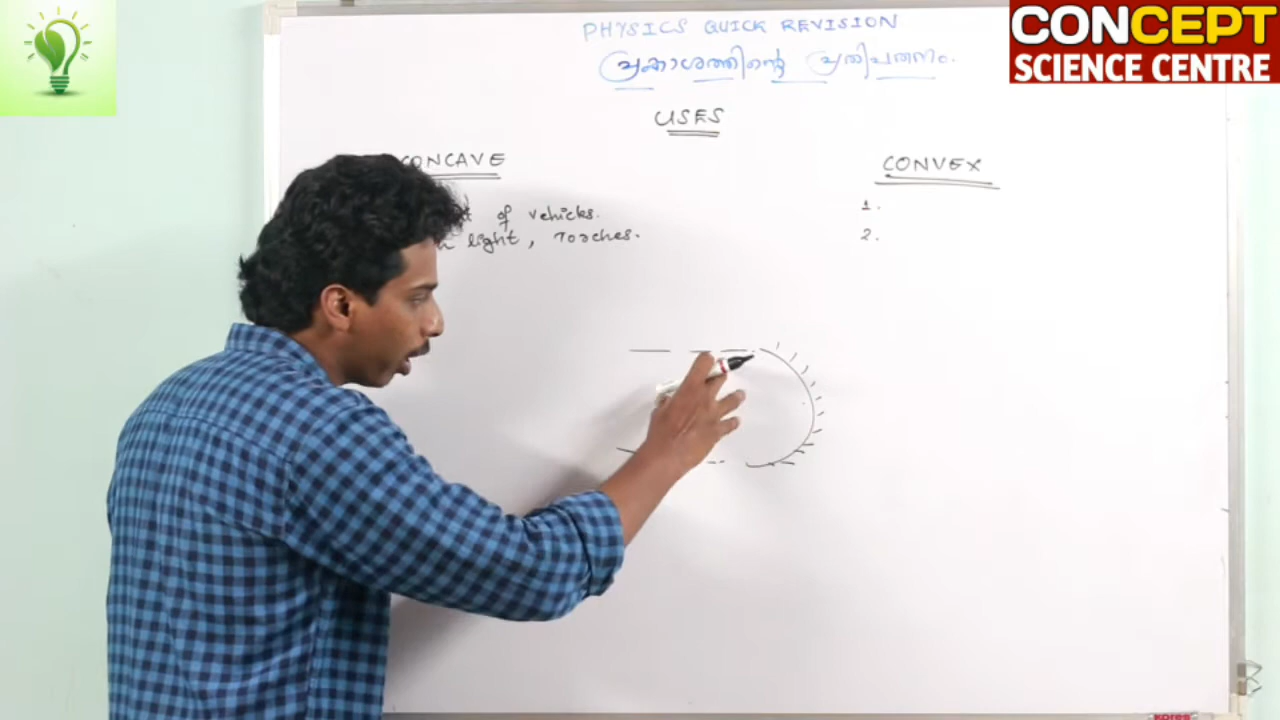 PHYSICS QUICK REVISION
പ്രകാശത്തിന്റെ പ്രതിപതനം.
CONCEPT
SCIENCE CENTRE
USES
CONCAVE
of vehicles.
light, Torches.
CONVEX
1.
2.
kores